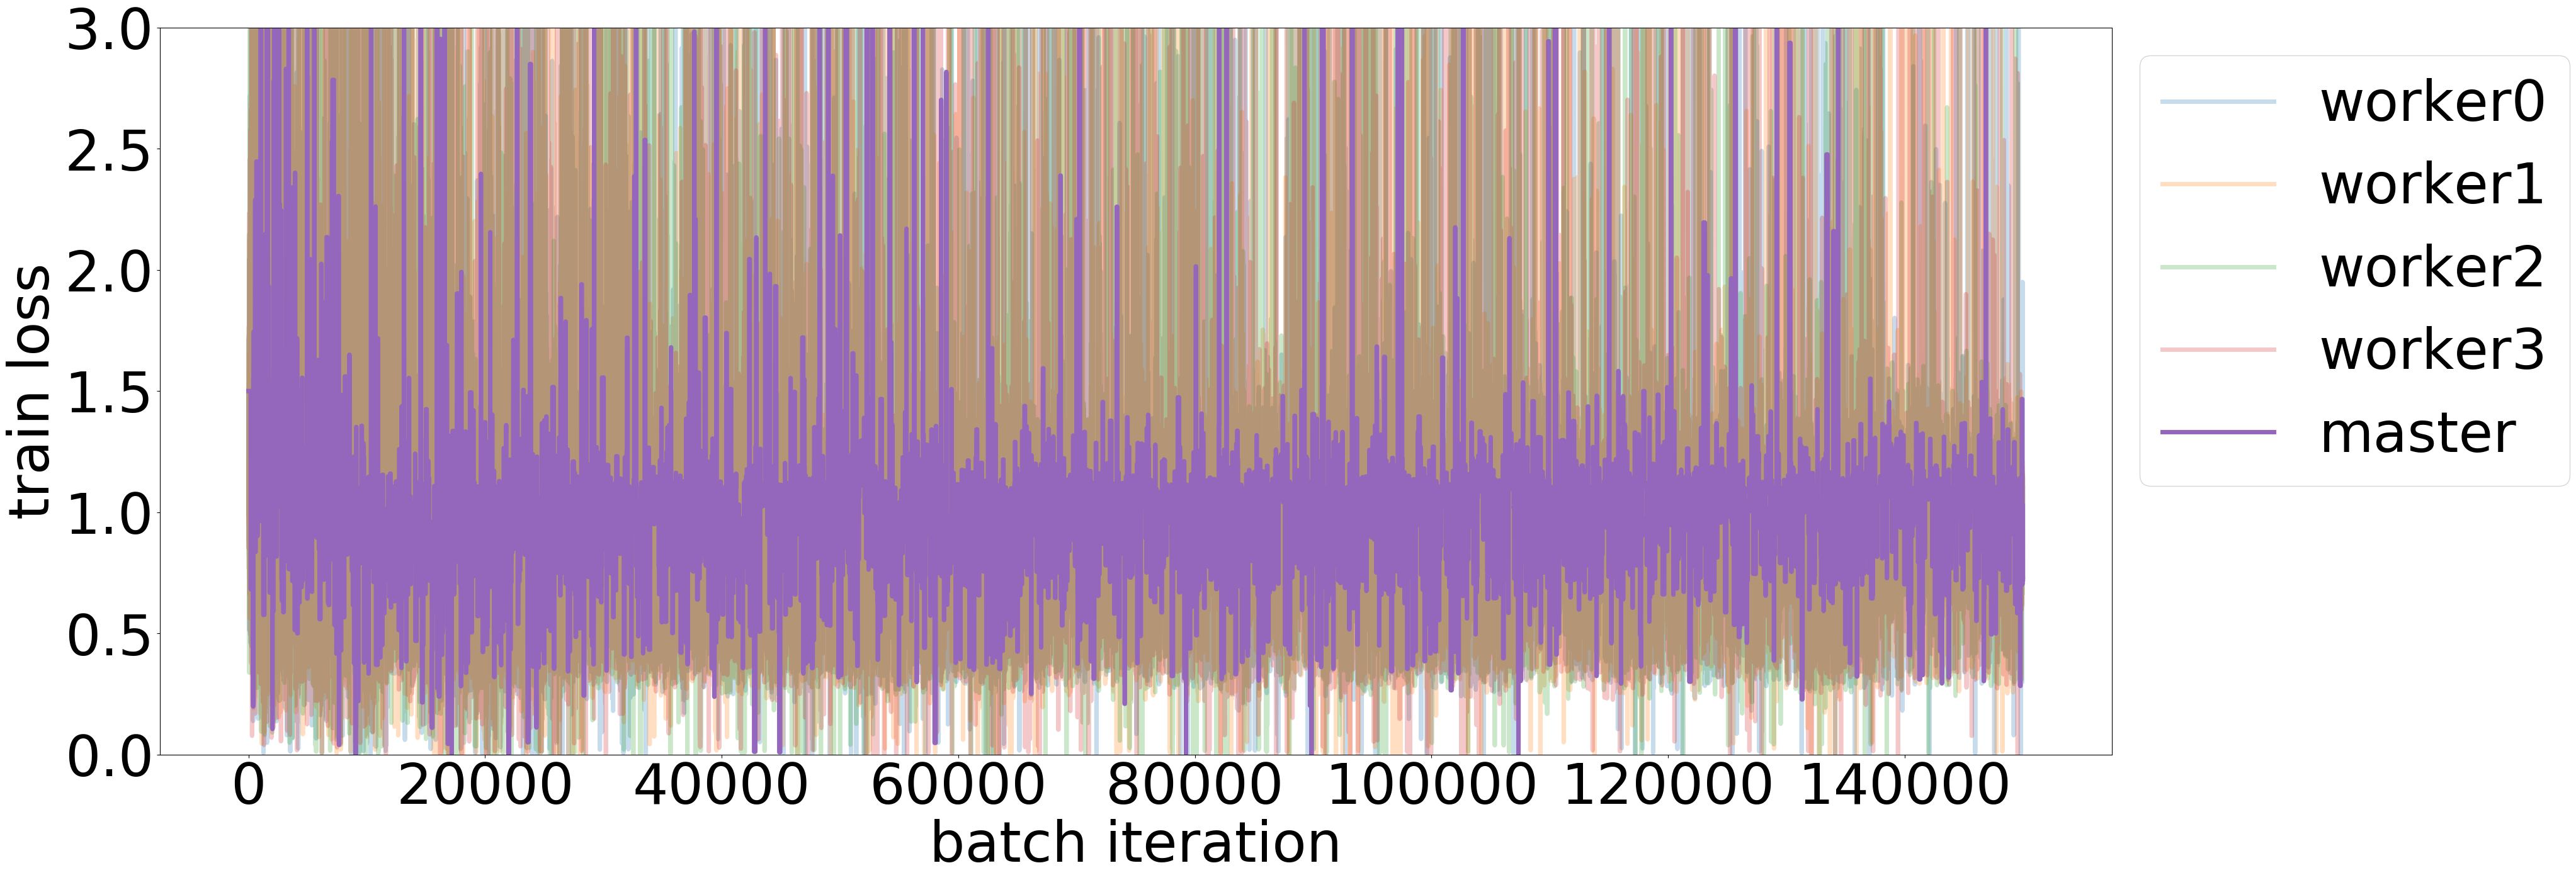 3.0
2.5
2.0
1.5
1.0
0.5
0.0
train loss
0 20000 40000 60000 80000 100000 120000 140000
batch iteration
worker0
worker1
worker2
worker3
master